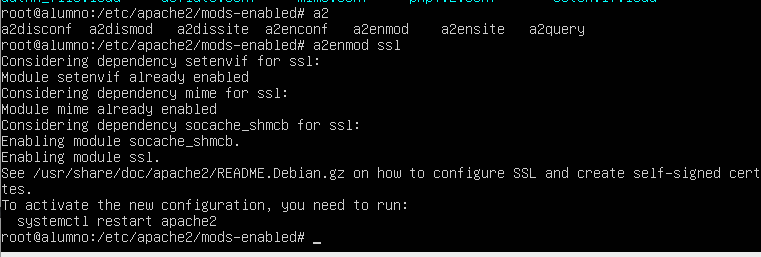 root@alumno:/etc/apache2/mods-enabled# a2
a2disconf a2dismod a2dissite a2enconf a2enmod a2ensite a2query
root@alumno:/etc/apache2/mods-enabled# a2enmod ssl
Considering dependency setenvif for ssl:
Module setenvif already enabled
Considering dependency mime for ssl:
Module mime already enabled
Considering dependency socache_shmcb for ssl:
Enabling module socache_shmcb.
Enabling module ssl.
See /usr/share/doc/apache2/README.Debian.gz on how to configure SSL and create self-signed cert
tes.
To activate the new configuration, you need to run:
  systemctl restart apache2
root@alumno:/etc/apache2/mods-enabled# _